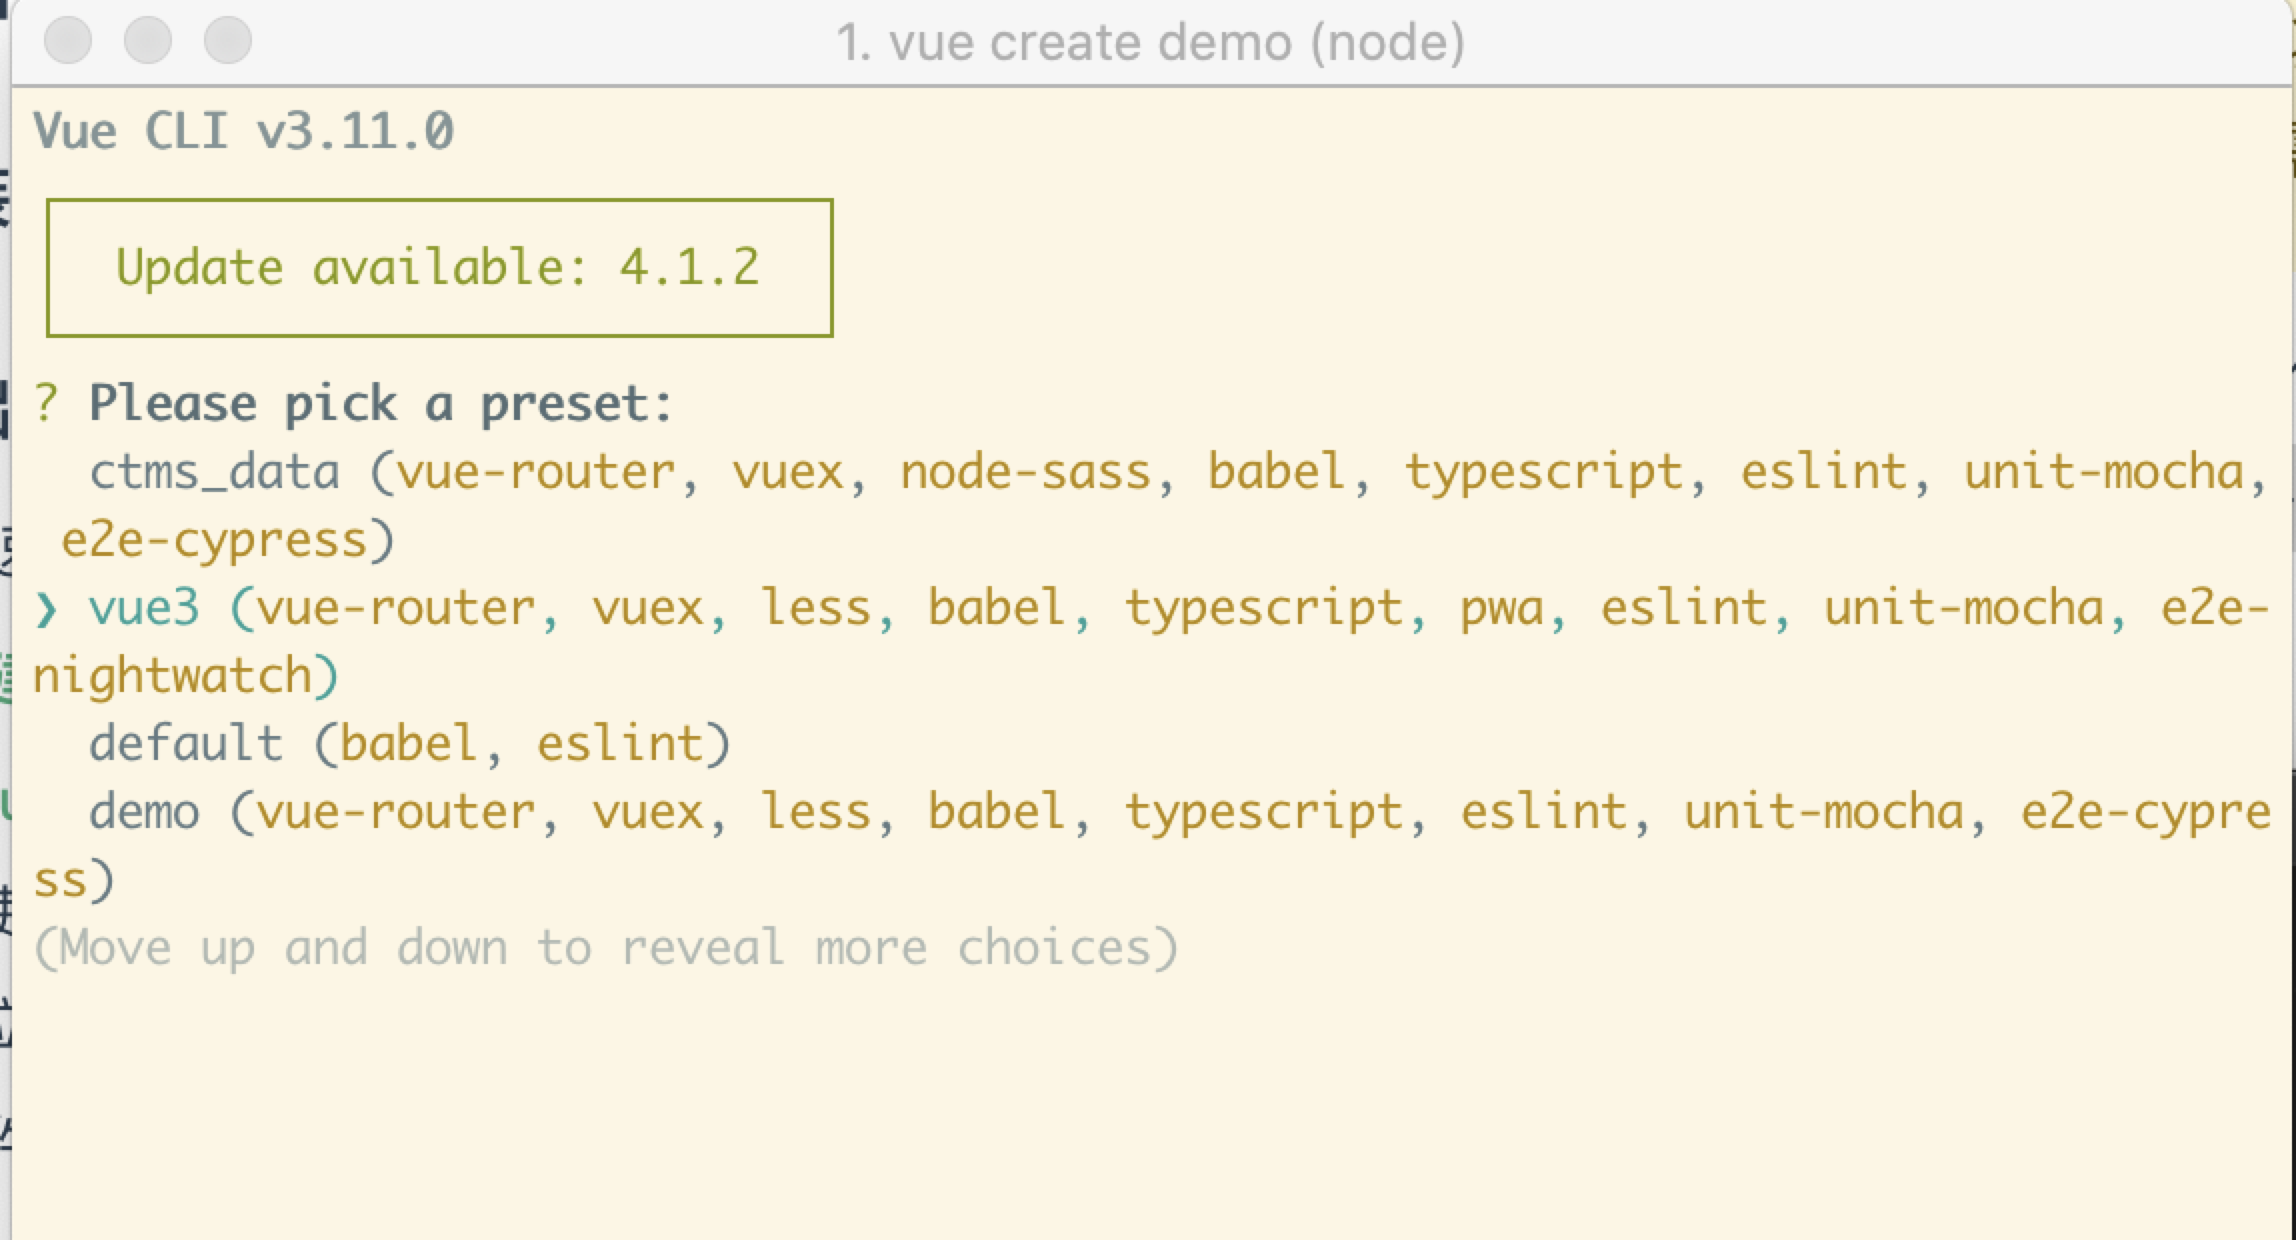 1. vue create demo (node)
Vue CLI v3.11.0
Update available: 4.1.2
? Please pick a preset:
ctms_data (vue-router, vuex, node-sass, babel, typescript, eslint, unit-mocha,
e2e-cypress)
❯ vue3 (vue-router, vuex, less, babel, typescript, pwa, eslint, unit-mocha, e2e-
nightwatch)
default (babel, eslint)
demo (vue-router, vuex, less, babel, typescript, eslint, unit-mocha, e2e-cypre
ss)
(Move up and down to reveal more choices)